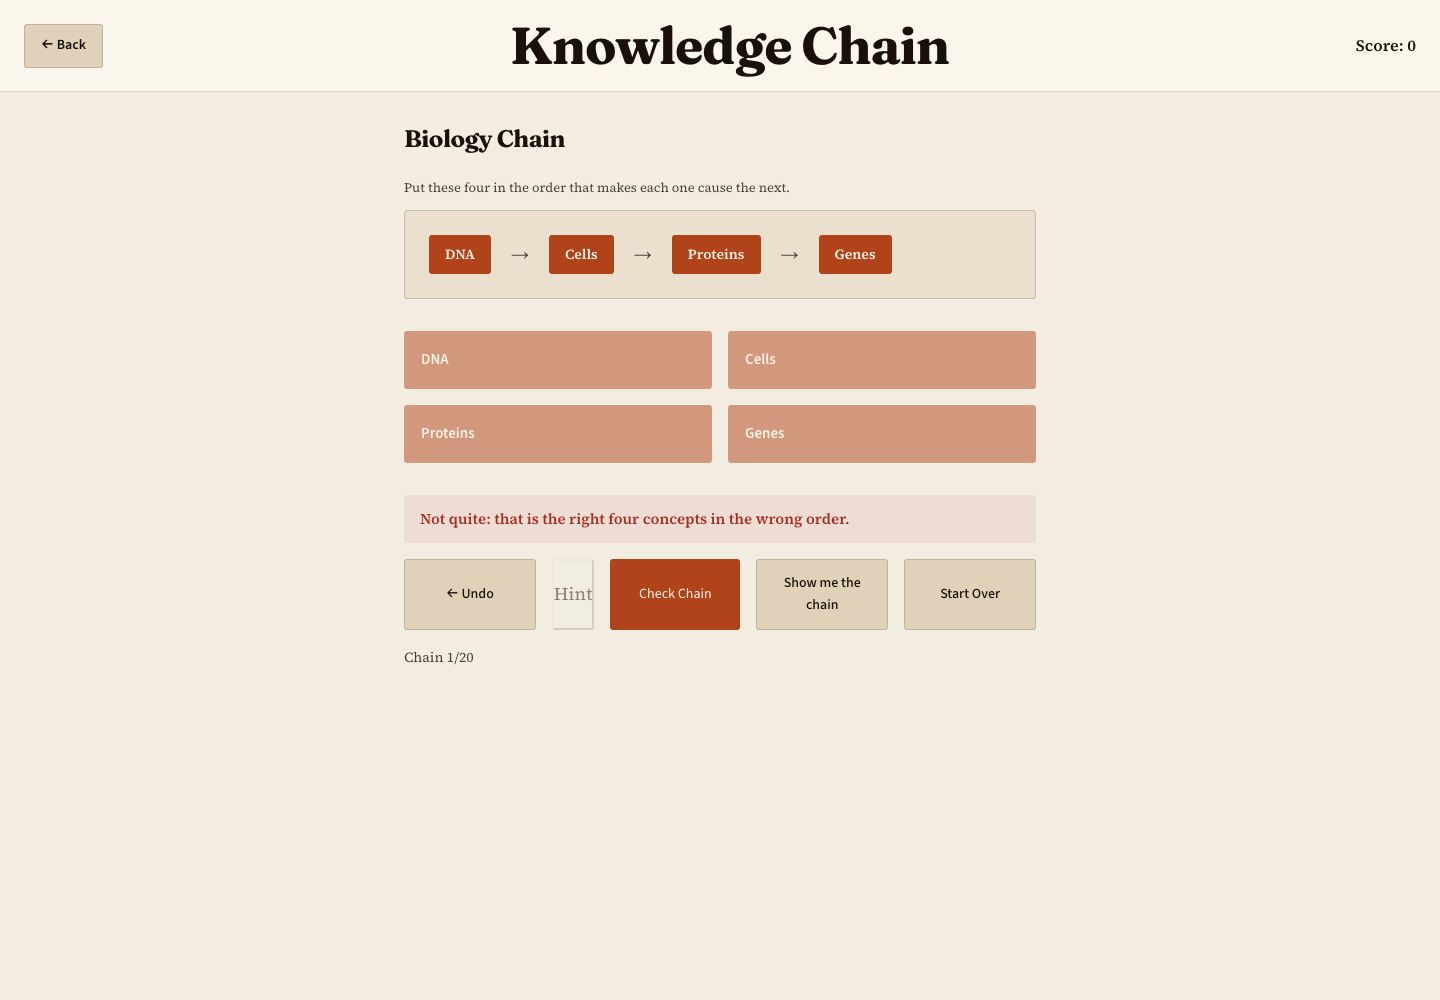 ← Back
Knowledge Chain
Score: 0
Biology Chain
Put these four in the order that makes each one cause the next.
DNA → Cells → Proteins → Genes
DNA
Cells
Proteins
Genes
Not quite: that is the right four concepts in the wrong order.
← Undo
Hint
Check Chain
Show me the
chain
Start Over
Chain 1/20